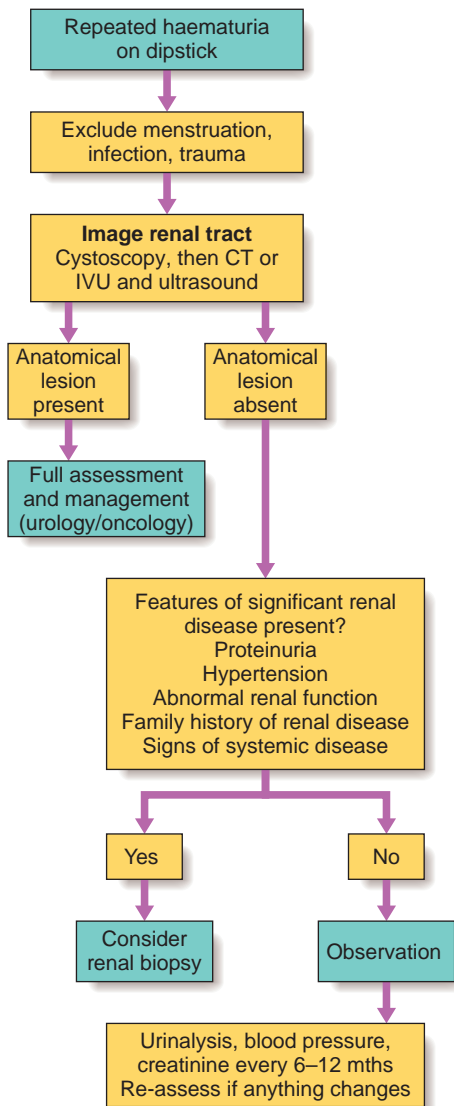 Repeated haematuria
on dipstick
Exclude menstruation,
infection, trauma
Image renal tract
Cystoscopy, then CT or
IVU and ultrasound
Anatomical
lesion
present
Anatomical
lesion
absent
Full assessment
and management
(urology/oncology)
Features of significant renal
disease present?
Proteinuria
Hypertension
Abnormal renal function
Family history of renal disease
Signs of systemic disease
Yes
No
Consider
renal biopsy
Observation
Urinalysis, blood pressure,
creatinine every 6–12 mths
Re-assess if anything changes